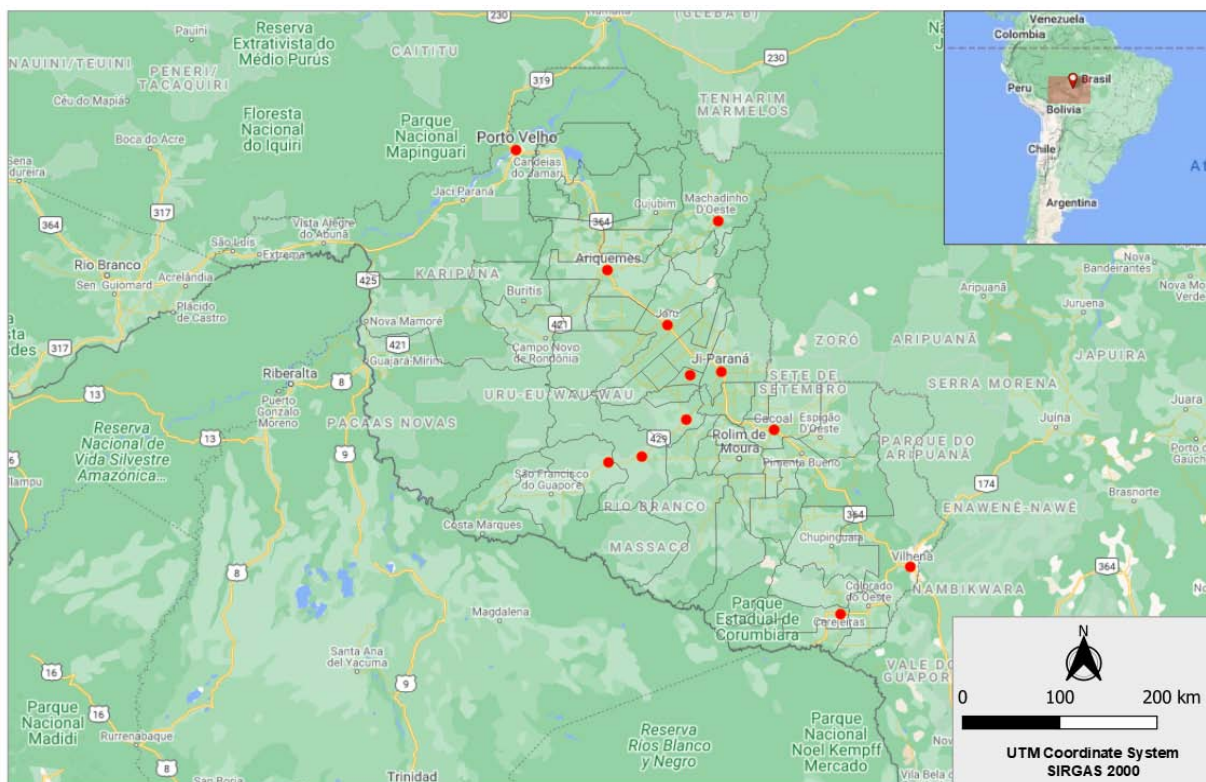 Reserva
Extrativista do
Médio Purus
Pauini
NAUINI/TEUINI
PENERI/
TACAQUIRI
CAITITU
Céu do Mapiá
Boca do Acre
Floresta
Nacional
do Iquiri
Parque
Nacional
Mapinguari
319
230
230
(GLEBA B)
TENHARIM
MARMELOS
Porto Velho
Candeias
do Jamari
Jaci Paraná
Sena
dureira
317
364
364
Cujubim
Machadinho
D'Oeste
Vista Alegre
do Abunã
São Luís
Extrema
Rio Branco
Acrelândia
Sen. Guiomard
Plácido
de Castro
425
KARIPUNA
Ariquemes
Buritis
Nova
Bandeirantes
Aripuanã
Juruena
Nova Mamoré
421
421
Jaru
Campo Novo
de Rondônia
Guajará-Mirim
317
ZORÓ
ARIPUANÃ
JAPUIRA
Ji-Paraná
Riberalta
8
13
Puerto
Gonzalo
Moreno
URU-EU-WAU-WAU
SETE DE
SETEMBRO
SERRA MORENA
Juara
Juína
PACAAS NOVAS
Reserva
Nacional de
Vida Silvestre
Amazónica...
13
9
429
Cacoal
Espigão
D'Oeste
Rolim de
Moura
Pimenta Bueno
PARQUE DO
ARIPUANÃ
São Francisco
do Guaporé
RIO BRANCO
174
Brasnorte
ENAWENÊ-NAWÊ
364
Costa Marques
MASSACO
Chupinguaia
Vilhena
364
8
NAMBIKWARA
Colorado
do Oeste
Cerejeiras
Parque
Estadual de
Corumbiara
Magdalena
Santa Ana
del Yacuma
16
16
9
VALE DO
GUAPOR
Parque
Nacional
Madidi
Rurrenabaque
8
Reserva
Ríos Blanco
y Negro
Parque
Nacional
Noel Kempff
Mercado
Trinidad
Vila Bela d
Venezuela
Colombia
Brasil
Peru
Bolivia
Chile
Argentina
N
0 100 200 km
UTM Coordinate System
SIRGAS 2000